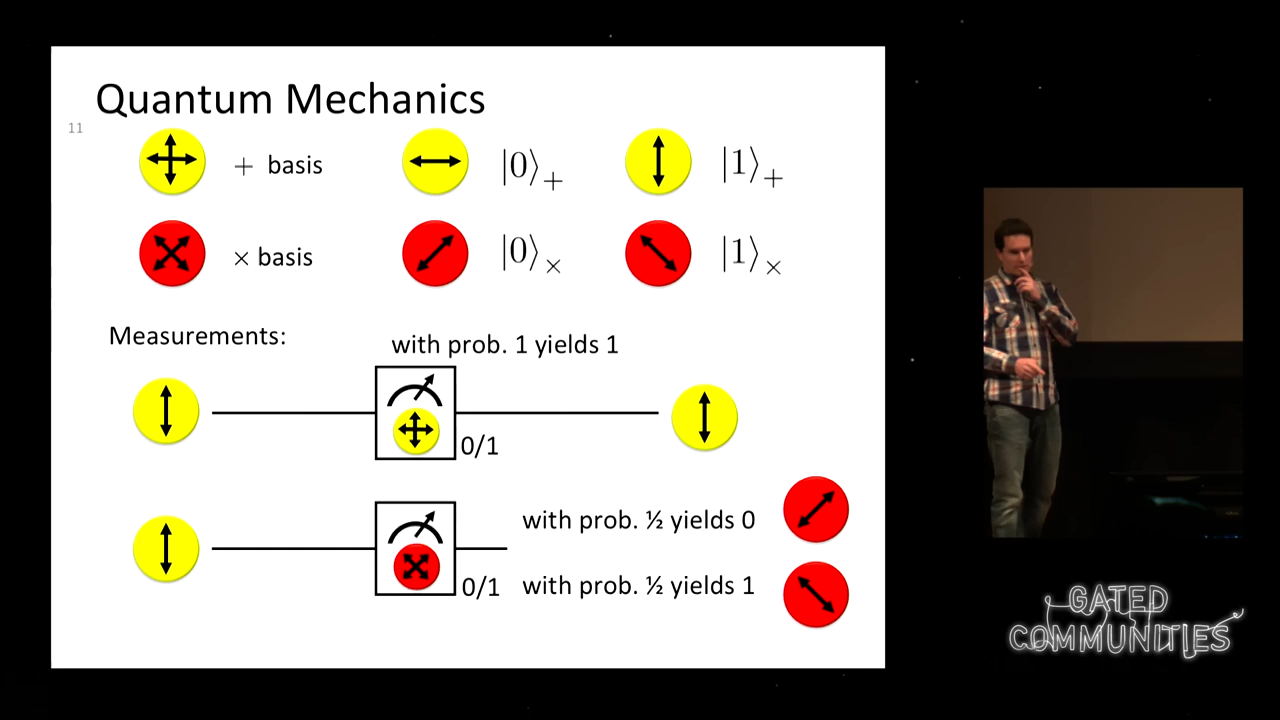 Quantum Mechanics
11
+ basis |0⟩+ |1⟩+
× basis |0⟩× |1⟩×
Measurements:
with prob. 1 yields 1
0/1
with prob. ½ yields 0
0/1 with prob. ½ yields 1
GATED
COMMUNITIES